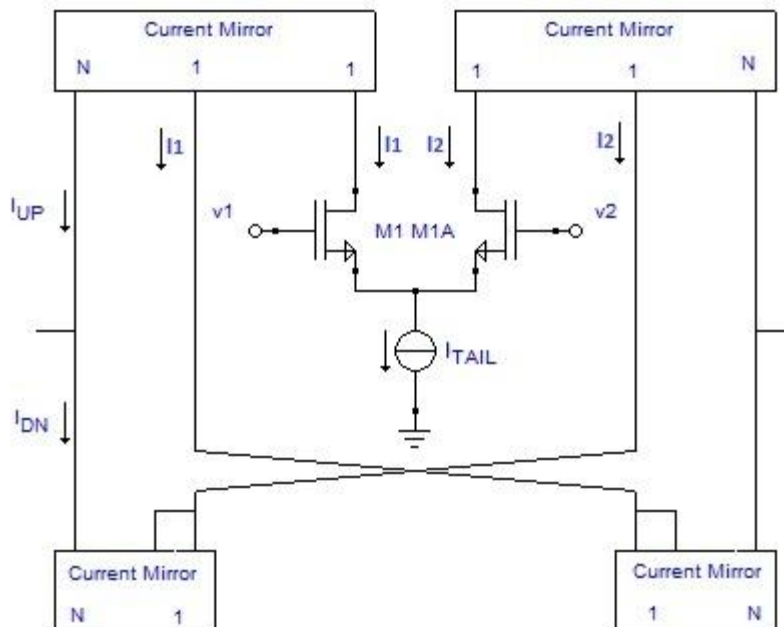 Current Mirror
Current Mirror
N 1 1
1 1 N
I1
I1
I2
I2
IUP
v1
M1 M1A
v2
ITAIL
IDN
Current Mirror
Current Mirror
N 1
1 N